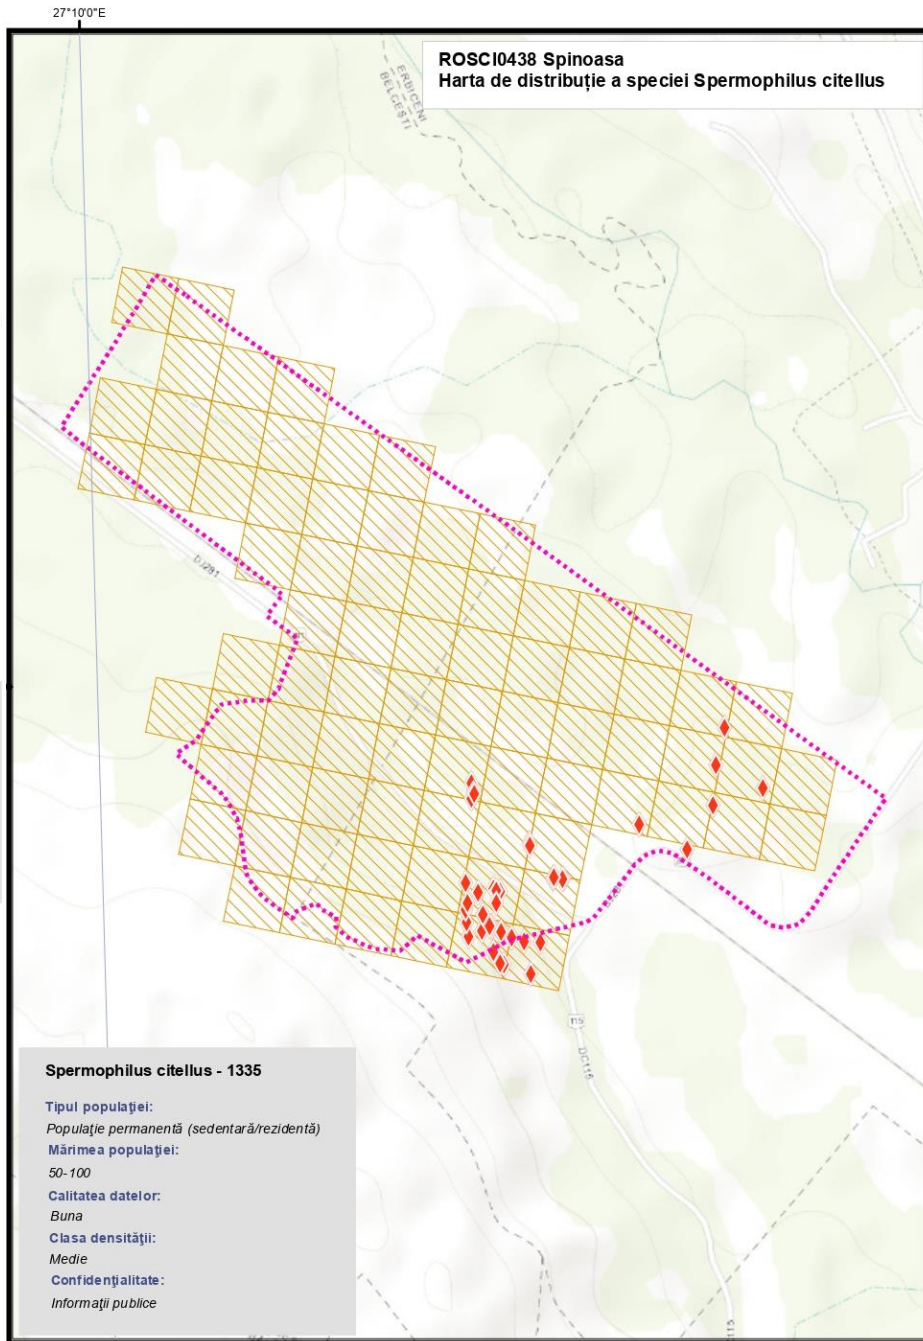 27°10'0"E
ROSCI0438 Spinoasa
Harta de distribuție a speciei Spermophilus citellus
ERBICENI
BELCEȘTI
DJ281
115
DC115
Spermophilus citellus - 1335
Tipul populației:
Populație permanentă (sedentară/rezidentă)
Mărimea populației:
50-100
Calitatea datelor:
Buna
Clasa densității:
Medie
Confidențialitate:
Informații publice